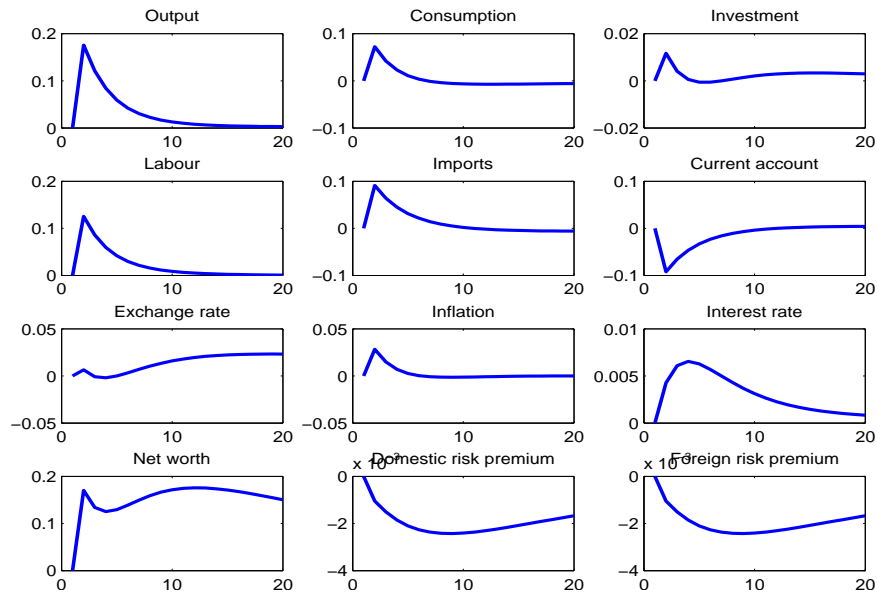 Output Consumption Investment
0.2 0.1 0.02
0.1 0 0
0 −0.1 −0.02
0 10 20 0 10 20 0 10 20
Labour Imports Current account
0.2 0.1 0.1
0.1 0 0
0 −0.1 −0.1
0 10 20 0 10 20 0 10 20
Exchange rate Inflation Interest rate
0.05 0.05 0.01
0 0 0.005
−0.05 −0.05 0
0 10 20 0 10 20 0 10 20
Net worth x 10⁻³ Domestic risk premium x 10⁻³ Foreign risk premium
0.2 0 0
0.1 −2 −2
0 −4 −4
0 10 20 0 10 20 0 10 20